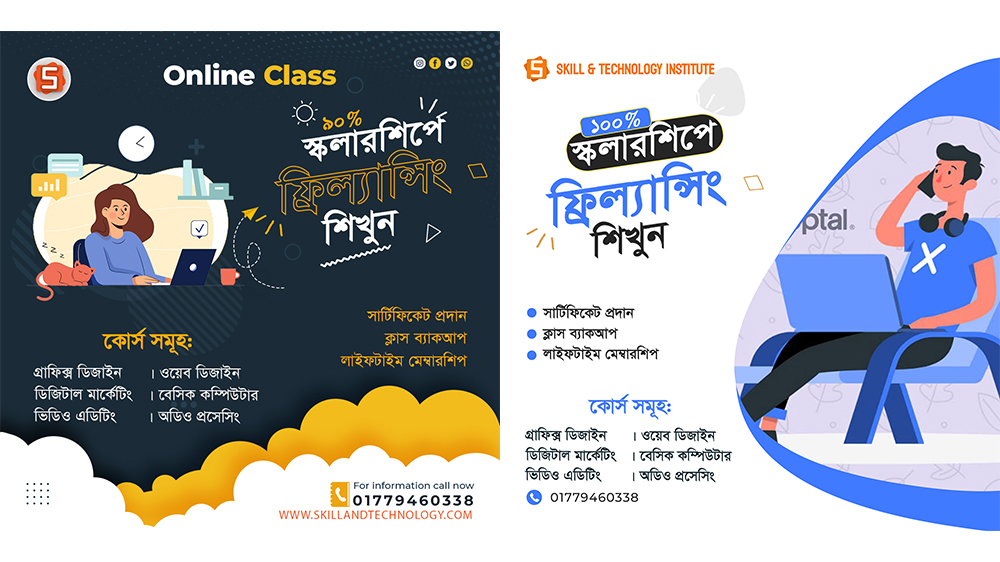 Online Class
৯০%
স্কলারশিপে
ফ্রিল্যান্সিং
শিখুন
সার্টিফিকেট প্রদান
ক্লাস ব্যাকআপ
লাইফটাইম মেম্বারশিপ
কোর্স সমূহ:
গ্রাফিক্স ডিজাইন । ওয়েব ডিজাইন
ডিজিটাল মার্কেটিং । বেসিক কম্পিউটার
ভিডিও এডিটিং । অডিও প্রসেসিং
For information call now
01779460338
WWW.SKILLANDTECHNOLOGY.COM
SKILL & TECHNOLOGY INSTITUTE
১০০%
স্কলারশিপে
ফ্রিল্যান্সিং
শিখুন
ptal
সার্টিফিকেট প্রদান
ক্লাস ব্যাকআপ
লাইফটাইম মেম্বারশিপ
কোর্স সমূহ:
গ্রাফিক্স ডিজাইন । ওয়েব ডিজাইন
ডিজিটাল মার্কেটিং । বেসিক কম্পিউটার
ভিডিও এডিটিং । অডিও প্রসেসিং
01779460338